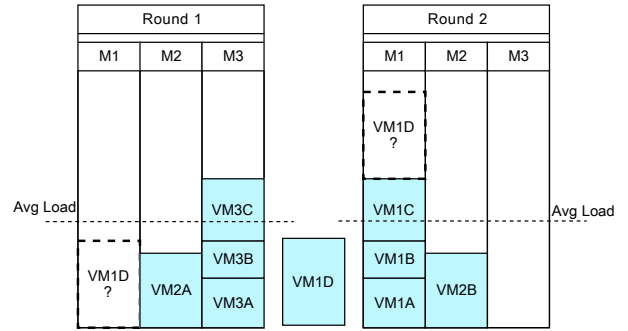 Round 1
M1 M2 M3
VM3C
Avg Load
VM1D
?
VM2A
VM3B
VM3A
VM1D
Round 2
M1 M2 M3
VM1D
?
VM1C
Avg Load
VM1B
VM1A
VM2B